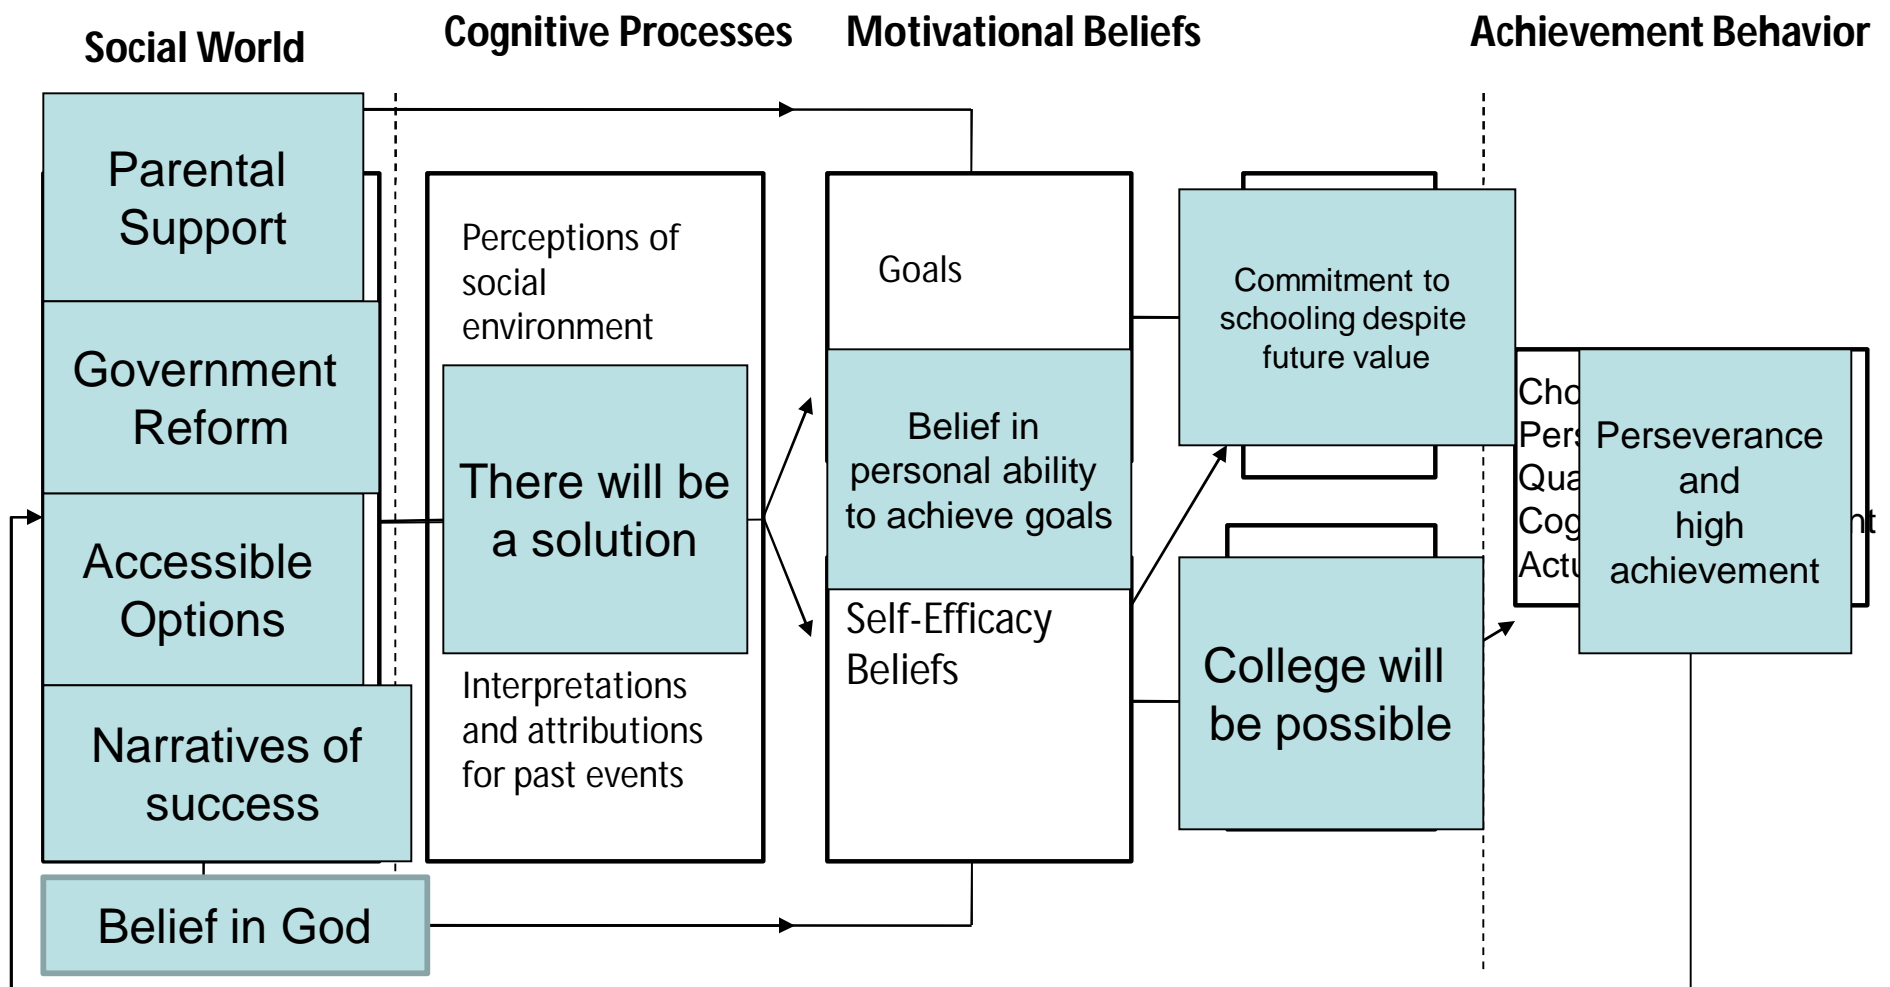 Social World
Cognitive Processes
Motivational Beliefs
Achievement Behavior
Parental
Support
Government
Reform
Accessible
Options
Narratives of
success
Belief in God
Perceptions of
social
environment
There will be
a solution
Interpretations
and attributions
for past events
Goals
Belief in
personal ability
to achieve goals
Self-Efficacy
Beliefs
Commitment to
schooling despite
future value
College will
be possible
Perseverance
and
high
achievement